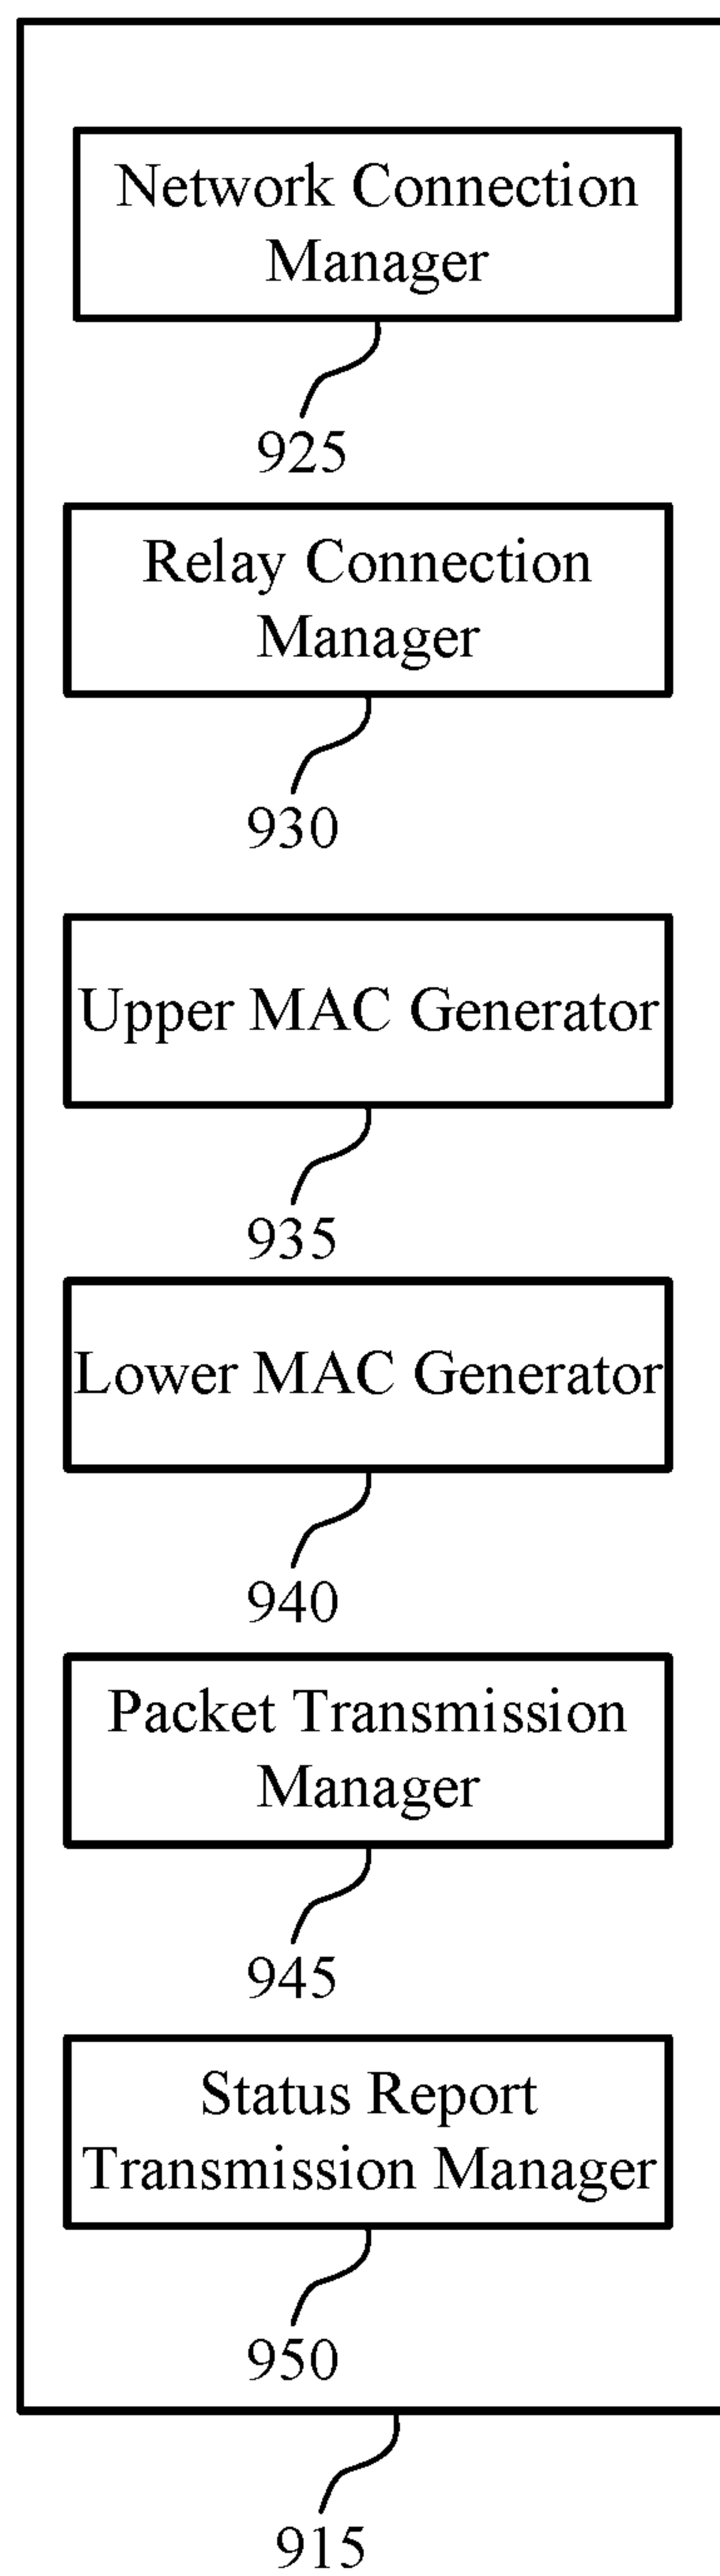 Network Connection
Manager
925
Relay Connection
Manager
930
Upper MAC Generator
935
Lower MAC Generator
940
Packet Transmission
Manager
945
Status Report
Transmission Manager
950
915